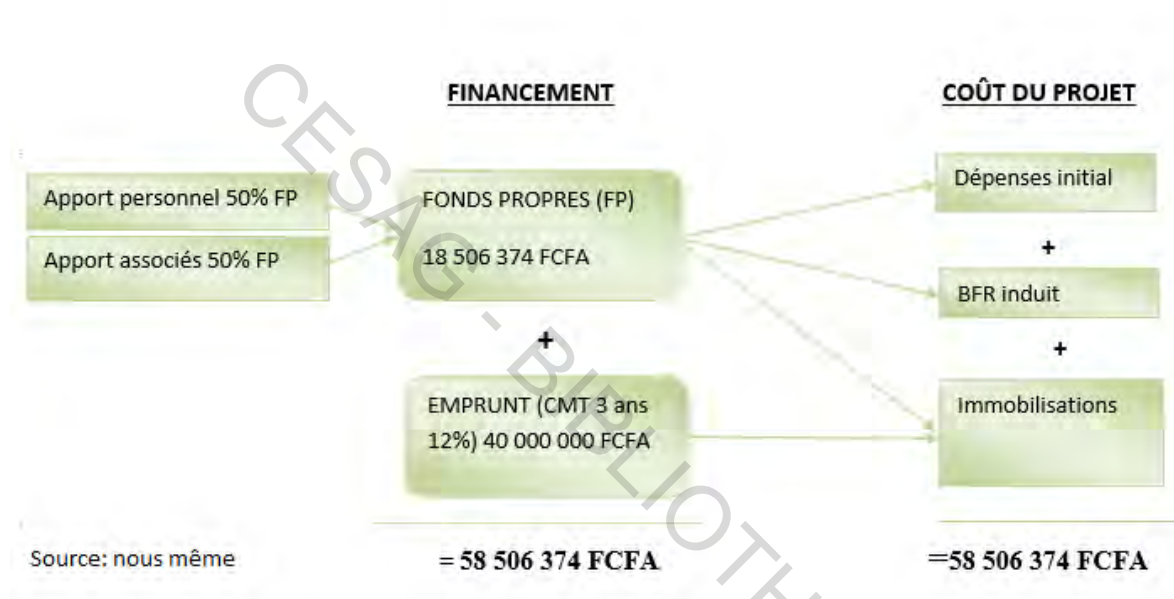 FINANCEMENT
COÛT DU PROJET
Apport personnel 50% FP
Apport associés 50% FP
FONDS PROPRES (FP)
18 506 374 FCFA
+
EMPRUNT (CMT 3 ans
12%) 40 000 000 FCFA
Dépenses initial
+
BFR induit
+
Immobilisations
Source: nous même
= 58 506 374 FCFA
=58 506 374 FCFA
CESAG - BIBLIOTH